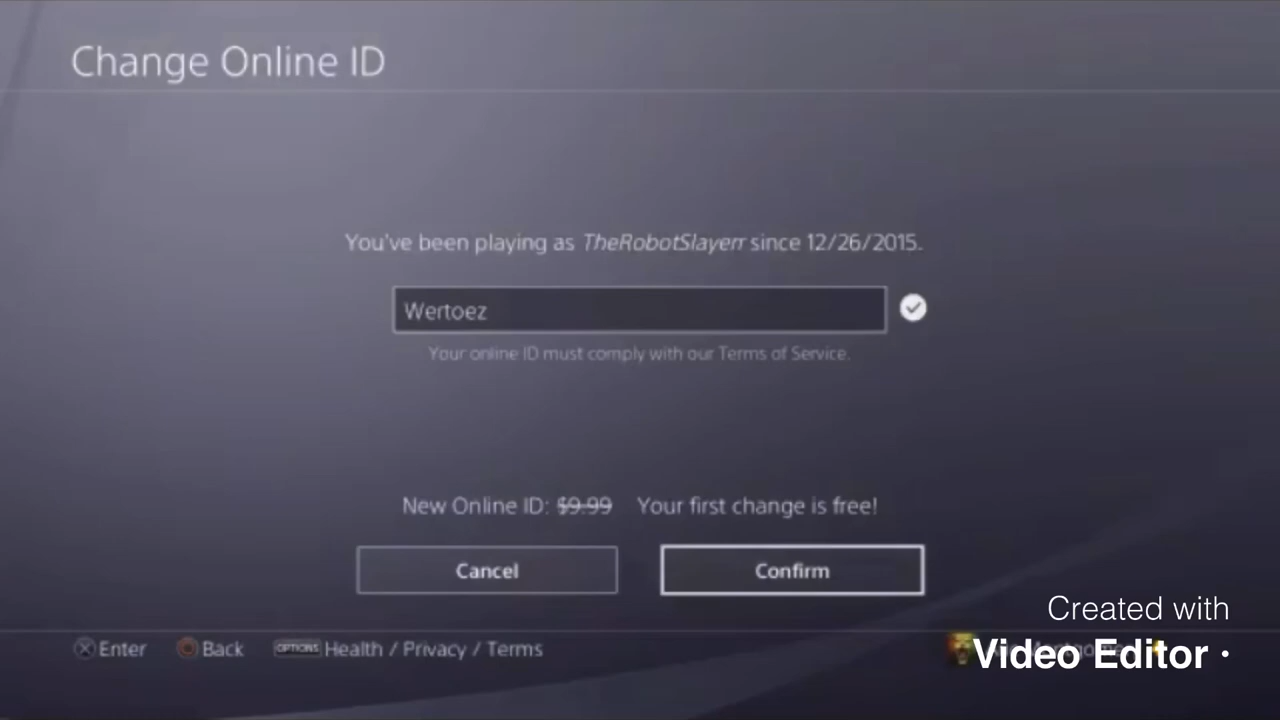 Change Online ID
You've been playing as TheRobotSlayerr since 12/26/2015.
Wertoez
Your online ID must comply with our Terms of Service.
New Online ID: $9.99 Your first change is free!
Cancel Confirm
Created with
Enter Back OPTIONS Health / Privacy / Terms
Video Editor